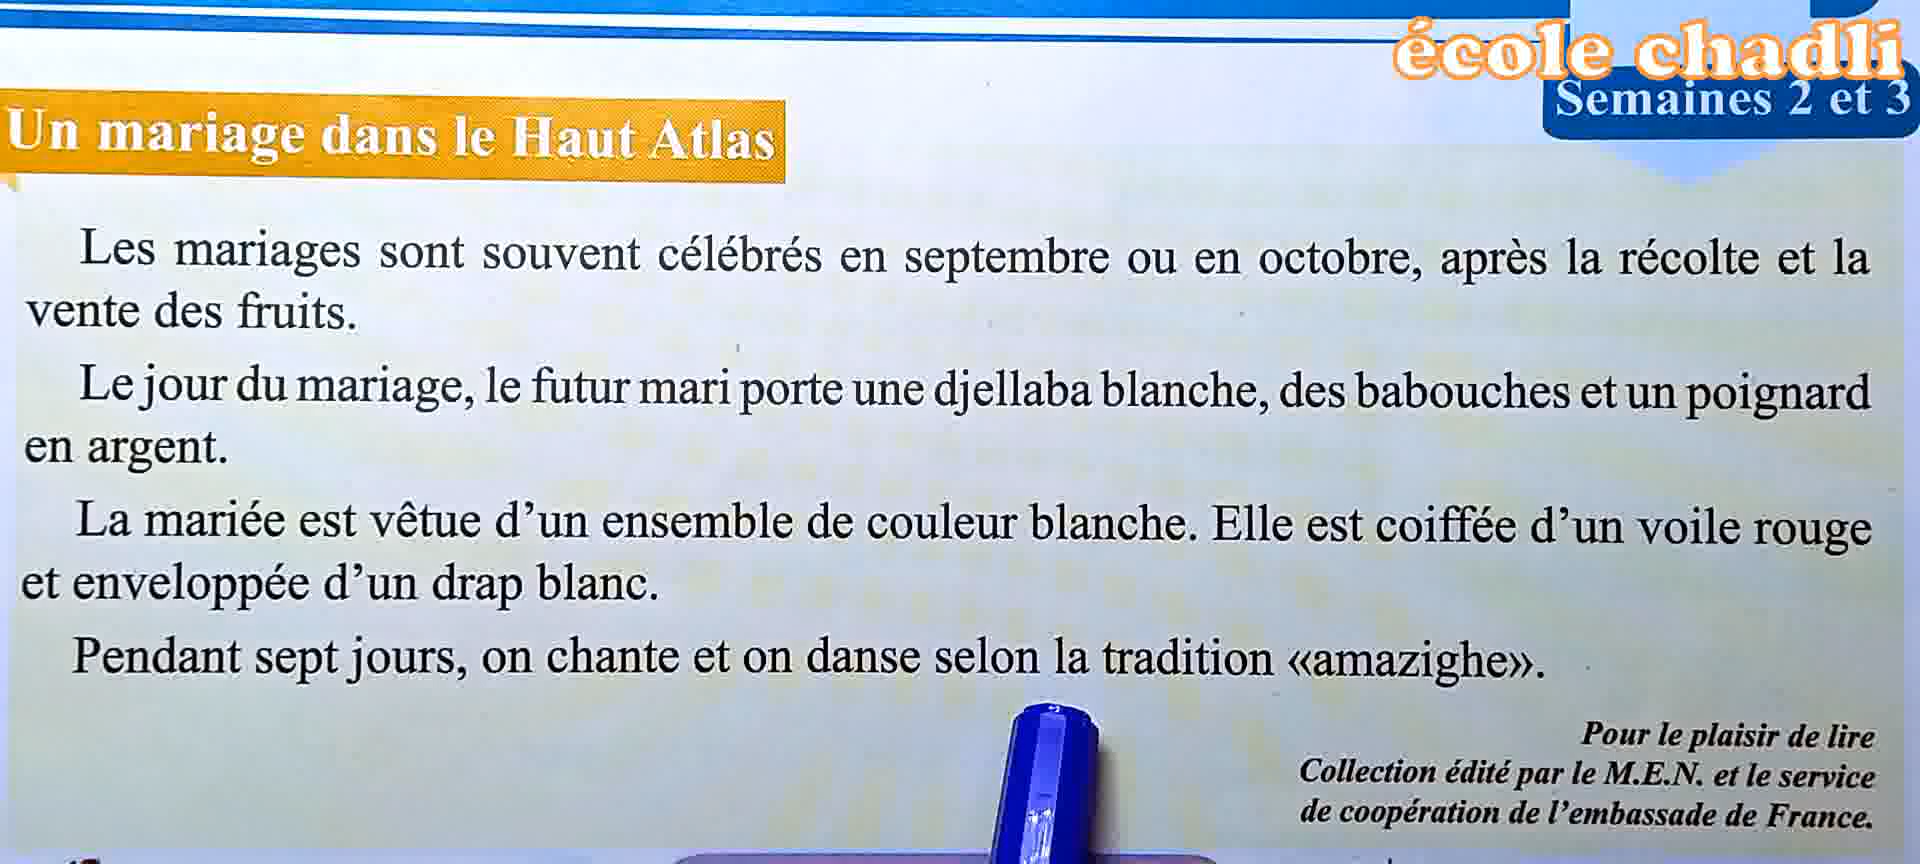 école chadli
Semaines 2 et 3
Un mariage dans le Haut Atlas
Les mariages sont souvent célébrés en septembre ou en octobre, après la récolte et la
vente des fruits.
Le jour du mariage, le futur mari porte une djellaba blanche, des babouches et un poignard
en argent.
La mariée est vêtue d’un ensemble de couleur blanche. Elle est coiffée d’un voile rouge
et enveloppée d’un drap blanc.
Pendant sept jours, on chante et on danse selon la tradition «amazighe».
Pour le plaisir de lire
Collection édité par le M.E.N. et le service
de coopération de l’embassade de France.